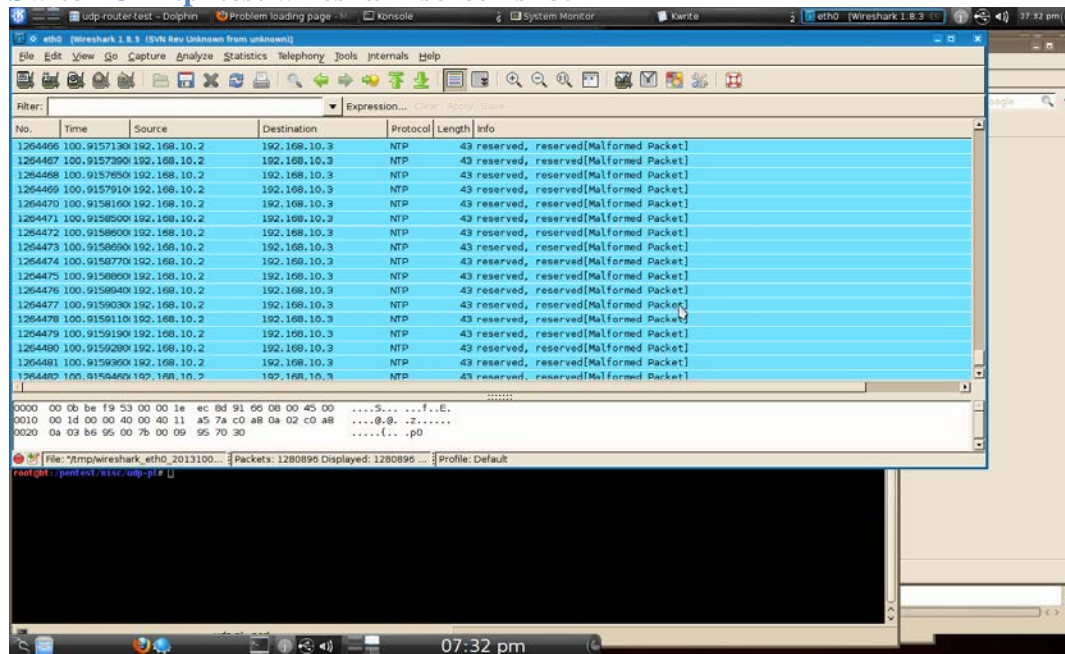 udp-router-test – Dolphin
Problem loading page - M
Konsole
System Monitor
Kwrite
eth0 [Wireshark 1.8.3
37:32 pm
eth0 [Wireshark 1.8.3 (SVN Rev Unknown from unknown)]
File Edit View Go Capture Analyze Statistics Telephony Tools Internals Help
Filter: Expression... Clear Apply Save
No. Time Source Destination Protocol Length Info
1264466 100.9157130 192.168.10.2 192.168.10.3 NTP 43 reserved, reserved[Malformed Packet]
1264467 100.9157390 192.168.10.2 192.168.10.3 NTP 43 reserved, reserved[Malformed Packet]
1264468 100.9157650 192.168.10.2 192.168.10.3 NTP 43 reserved, reserved[Malformed Packet]
1264469 100.9157910 192.168.10.2 192.168.10.3 NTP 43 reserved, reserved[Malformed Packet]
1264470 100.9158160 192.168.10.2 192.168.10.3 NTP 43 reserved, reserved[Malformed Packet]
1264471 100.9158500 192.168.10.2 192.168.10.3 NTP 43 reserved, reserved[Malformed Packet]
1264472 100.9158600 192.168.10.2 192.168.10.3 NTP 43 reserved, reserved[Malformed Packet]
1264473 100.9158690 192.168.10.2 192.168.10.3 NTP 43 reserved, reserved[Malformed Packet]
1264474 100.9158770 192.168.10.2 192.168.10.3 NTP 43 reserved, reserved[Malformed Packet]
1264475 100.9158860 192.168.10.2 192.168.10.3 NTP 43 reserved, reserved[Malformed Packet]
1264476 100.9158940 192.168.10.2 192.168.10.3 NTP 43 reserved, reserved[Malformed Packet]
1264477 100.9159030 192.168.10.2 192.168.10.3 NTP 43 reserved, reserved[Malformed Packet]
1264478 100.9159110 192.168.10.2 192.168.10.3 NTP 43 reserved, reserved[Malformed Packet]
1264479 100.9159190 192.168.10.2 192.168.10.3 NTP 43 reserved, reserved[Malformed Packet]
1264480 100.9159280 192.168.10.2 192.168.10.3 NTP 43 reserved, reserved[Malformed Packet]
1264481 100.9159360 192.168.10.2 192.168.10.3 NTP 43 reserved, reserved[Malformed Packet]
1264482 100.9159460 192.168.10.2 192.168.10.3 NTP 43 reserved, reserved[Malformed Packet]
0000 00 0b be f9 53 00 00 1e ec 8d 91 66 08 00 45 00 ....S... ...f..E.
0010 00 1d 00 00 40 00 40 11 a5 7a c0 a8 0a 02 c0 a8 ....@.@. .z......
0020 0a 03 b6 95 00 7b 00 09 95 70 30 .....{.. .p0
File: "/tmp/wireshark_eth0_2013100... Packets: 1280896 Displayed: 1280896 ... Profile: Default
root@bt:/pentest/misc/udp-pl#
07:32 pm